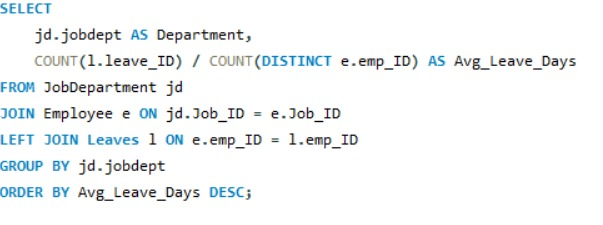 SELECT
    jd.jobdept AS Department,
    COUNT(l.leave_ID) / COUNT(DISTINCT e.emp_ID) AS Avg_Leave_Days
FROM JobDepartment jd
JOIN Employee e ON jd.Job_ID = e.Job_ID
LEFT JOIN Leaves l ON e.emp_ID = l.emp_ID
GROUP BY jd.jobdept
ORDER BY Avg_Leave_Days DESC;